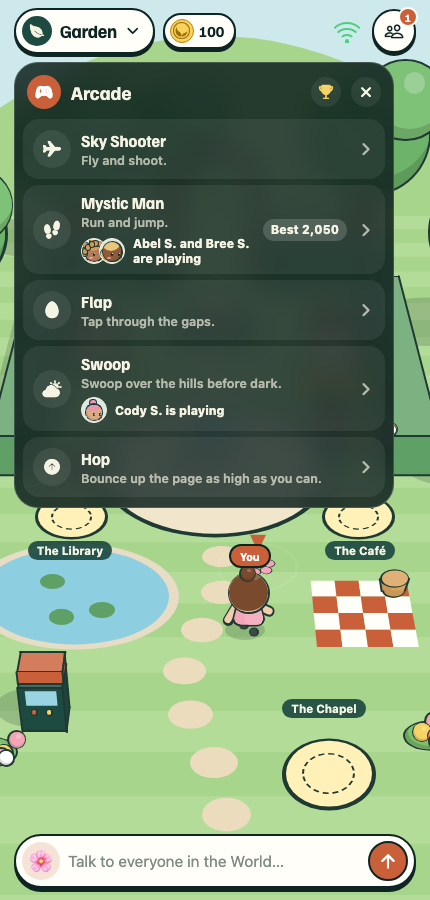 Garden
100
1
Arcade
Sky Shooter
Fly and shoot.
Mystic Man
Run and jump.
Abel S. and Bree S.
are playing
Best 2,050
Flap
Tap through the gaps.
Swoop
Swoop over the hills before dark.
Cody S. is playing
Hop
Bounce up the page as high as you can.
The Library
You
The Café
The Chapel
Talk to everyone in the World...